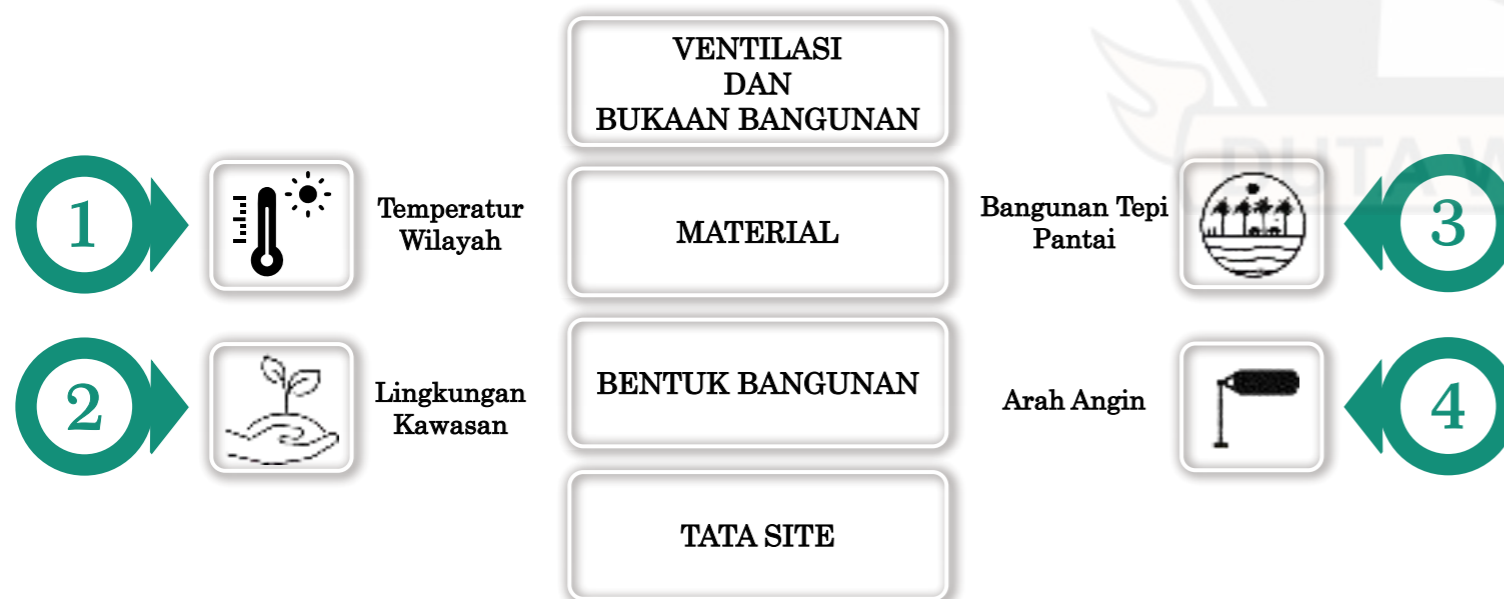 VENTILASI
DAN
BUKAAN BANGUNAN
1
Temperatur
Wilayah
MATERIAL
Bangunan Tepi
Pantai
3
2
Lingkungan
Kawasan
BENTUK BANGUNAN
Arah Angin
4
TATA SITE
DUTA W